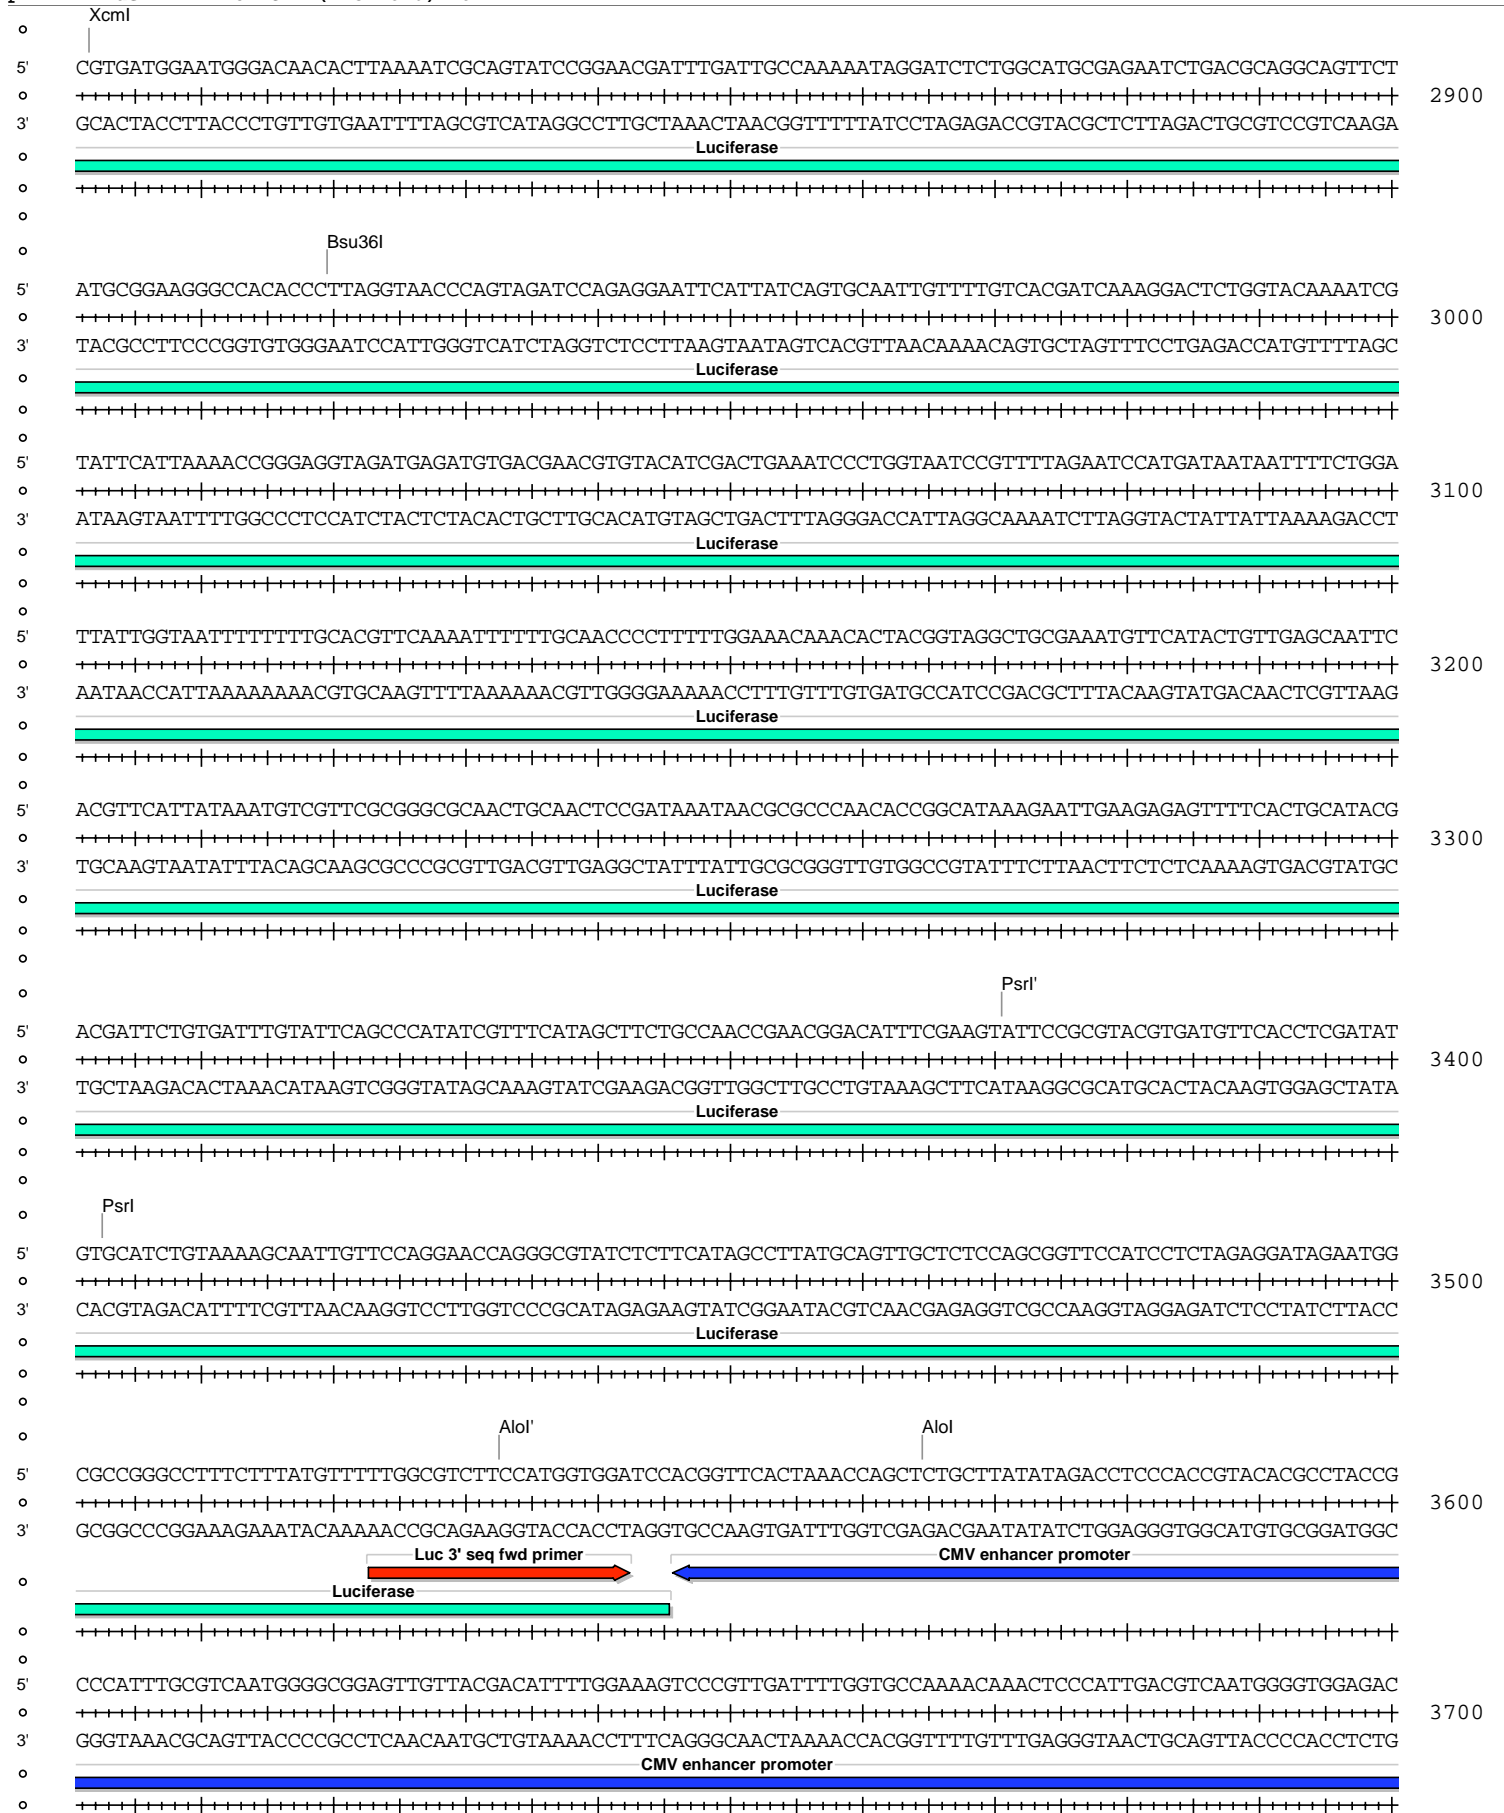 XcmI
5' CGTGATGGAATGGGACAACACTTAAAATCGCAGTATCCGGAACGATTTGATTGCCAAAAATAGGATCTCTGGCATGCGAGAATCTGACGCAGGCAGTTCT
2900
3' GCACTACCTTACCCTGTTGTGAATTTTAGCGTCATAGGCCTTGCTAAACTAACGGTTTTTATCCTAGAGACCGTACGCTCTTAGACTGCGTCCGTCAAGA
Luciferase
Bsu36I
5' ATGCGGAAGGGCCACACCCTTAGGTAACCCAGTAGATCCAGAGGAATTCATTATCAGTGCAATTGTTTTGTCACGATCAAAGGACTCTGGTACAAAATCG
3000
3' TACGCCTTCCCGGTGTGGGAATCCATTGGGTCATCTAGGTCTCCTTAAGTAATAGTCACGTTAACAAAACAGTGCTAGTTTCCTGAGACCATGTTTTAGC
Luciferase
5' TATTCATTAAAACCGGGAGGTAGATGAGATGTGACGAACGTGTACATCGACTGAAATCCCTGGTAATCCGTTTTAGAATCCATGATAATAATTTTCTGGA
3100
3' ATAAGTAATTTTGGCCCTCCATCTACTCTACACTGCTTGCACATGTAGCTGACTTTAGGGACCATTAGGCAAAATCTTAGGTACTATTATTAAAAGACCT
Luciferase
5' TTATTGGTAATTTTTTTTGCACGTTCAAAATTTTTTGCAACCCCTTTTTGGAAACAAACACTACGGTAGGCTGCGAAATGTTCATACTGTTGAGCAATTC
3200
3' AATAACCATTAAAAAAAACGTGCAAGTTTTAAAAAACGTTGGGGAAAAACCTTTGTTTGTGATGCCATCCGACGCTTTACAAGTATGACAACTCGTTAAG
Luciferase
5' ACGTTCATTATAAATGTCGTTCGCGGGCGCAACTGCAACTCCGATAAATAACGCGCCCAACACCGGCATAAAGAATTGAAGAGAGTTTTCACTGCATACG
3300
3' TGCAAGTAATATTTACAGCAAGCGCCCGCGTTGACGTTGAGGCTATTTATTGCGCGGGTTGTGGCCGTATTTCTTAACTTCTCTCAAAAGTGACGTATGC
Luciferase
PsrI'
5' ACGATTCTGTGATTTGTATTCAGCCCATATCGTTTCATAGCTTCTGCCAACCGAACGGACATTTCGAAGTATTCCGCGTACGTGATGTTCACCTCGATAT
3400
3' TGCTAAGACACTAAACATAAGTCGGGTATAGCAAAGTATCGAAGACGGTTGGCTTGCCTGTAAAGCTTCATAAGGCGCATGCACTACAAGTGGAGCTATA
Luciferase
PsrI
5' GTGCATCTGTAAAAGCAATTGTTCCAGGAACCAGGGCGTATCTCTTCATAGCCTTATGCAGTTGCTCTCCAGCGGTTCCATCCTCTAGAGGATAGAATGG
3500
3' CACGTAGACATTTTCGTTAACAAGGTCCTTGGTCCCGCATAGAGAAGTATCGGAATACGTCAACGAGAGGTCGCCAAGGTAGGAGATCTCCTATCTTACC
Luciferase
AloI' AloI
5' CGCCGGGCCTTTCTTTATGTTTTTGGCGTCTTCCATGGTGGATCCACGGTTCACTAAACCAGCTCTGCTTATATAGACCTCCCACCGTACACGCCTACCG
3600
3' GCGGCCCGGAAAGAAATACAAAAACCGCAGAAGGTACCACCTAGGTGCCAAGTGATTTGGTCGAGACGAATATATCTGGAGGGTGGCATGTGCGGATGGC
Luc 3' seq fwd primer CMV enhancer promoter
Luciferase
5' CCCATTTGCGTCAATGGGGCGGAGTTGTTACGACATTTTGGAAAGTCCCGTTGATTTTGGTGCCAAAACAAACTCCCATTGACGTCAATGGGGTGGAGAC
3700
3' GGGTAAACGCAGTTACCCCGCCTCAACAATGCTGTAAAACCTTTCAGGGCAACTAAAACCACGGTTTTGTTTGAGGGTAACTGCAGTTACCCCACCTCTG
CMV enhancer promoter